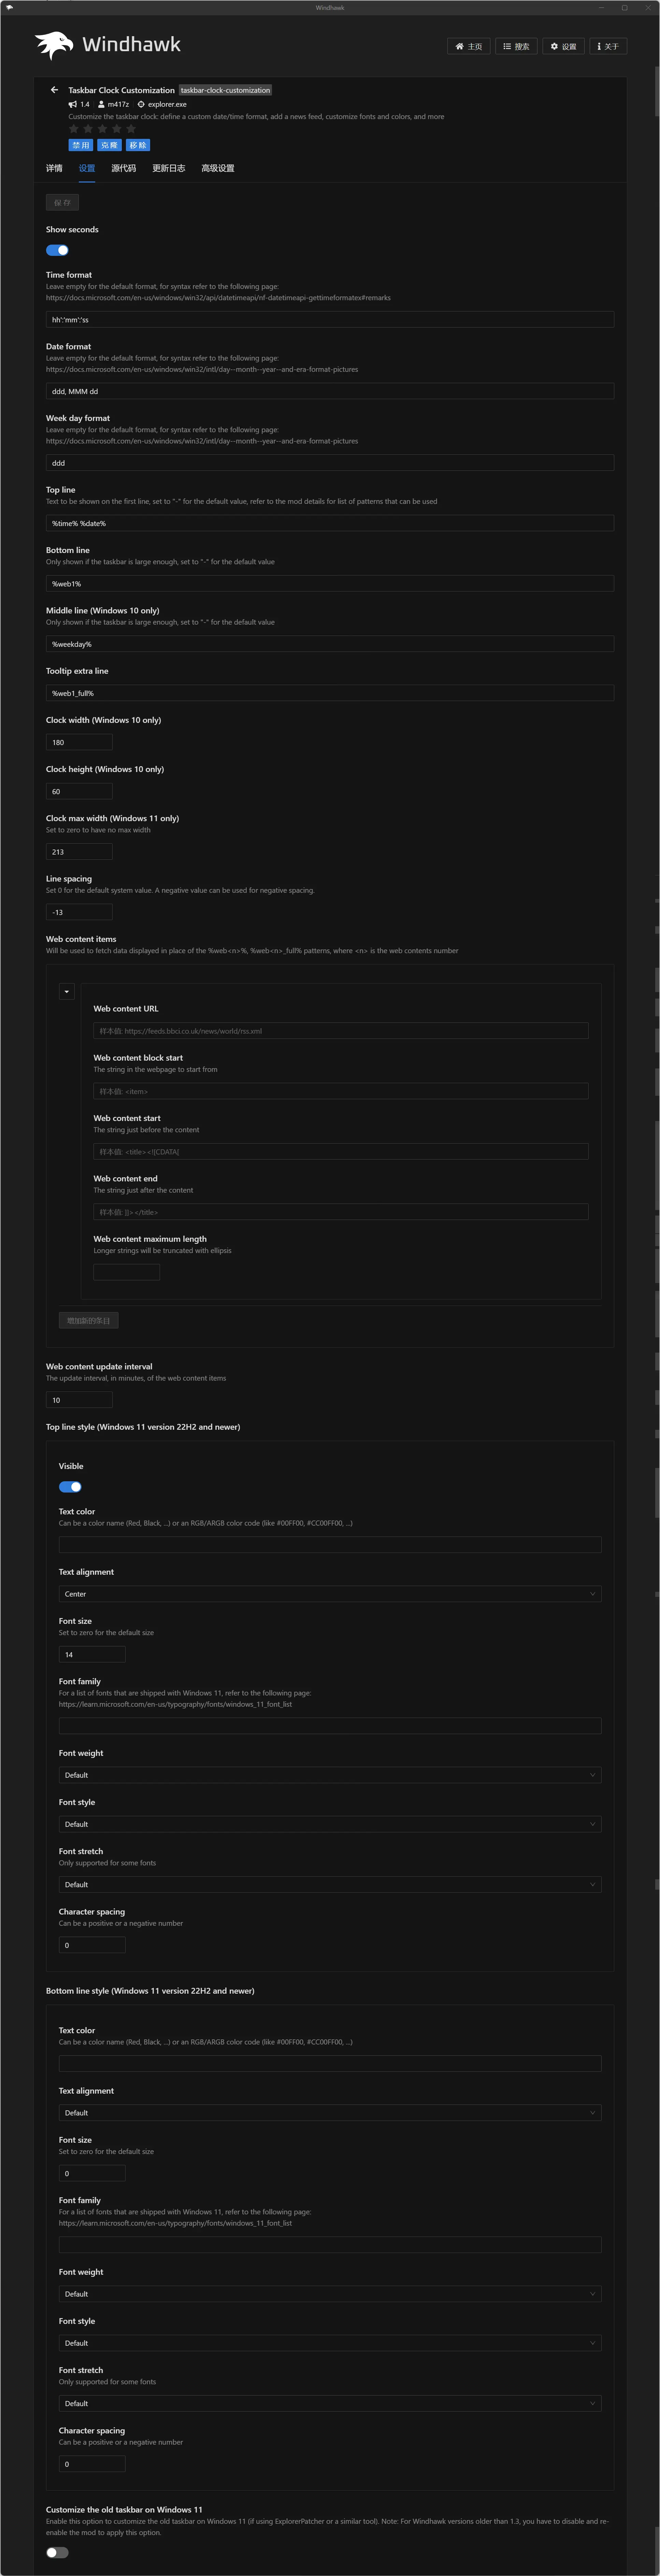 Windhawk
Windhawk
主页 搜索 设置 关于
Taskbar Clock Customization taskbar-clock-customization
1.4 m417z explorer.exe
Customize the taskbar clock: define a custom date/time format, add a news feed, customize fonts and colors, and more
禁用 克隆 移除
详情 设置 源代码 更新日志 高级设置
保存
Show seconds
Time format
Leave empty for the default format, for syntax refer to the following page:
https://docs.microsoft.com/en-us/windows/win32/api/datetimeapi/nf-datetimeapi-gettimeformatex#remarks
hh':'mm':'ss
Date format
Leave empty for the default format, for syntax refer to the following page:
https://docs.microsoft.com/en-us/windows/win32/intl/day--month--year--and-era-format-pictures
ddd, MMM dd
Week day format
Leave empty for the default format, for syntax refer to the following page:
https://docs.microsoft.com/en-us/windows/win32/intl/day--month--year--and-era-format-pictures
ddd
Top line
Text to be shown on the first line, set to "-" for the default value, refer to the mod details for list of patterns that can be used
%time% %date%
Bottom line
Only shown if the taskbar is large enough, set to "-" for the default value
%web1%
Middle line (Windows 10 only)
Only shown if the taskbar is large enough, set to "-" for the default value
%weekday%
Tooltip extra line
%web1_full%
Clock width (Windows 10 only)
180
Clock height (Windows 10 only)
60
Clock max width (Windows 11 only)
Set to zero to have no max width
213
Line spacing
Set 0 for the default system value. A negative value can be used for negative spacing.
-13
Web content items
Will be used to fetch data displayed in place of the %web<n>%, %web<n>_full% patterns, where <n> is the web contents number
Web content URL
样本值: https://feeds.bbci.co.uk/news/world/rss.xml
Web content block start
The string in the webpage to start from
样本值: <item>
Web content start
The string just before the content
样本值: <title><![CDATA[
Web content end
The string just after the content
样本值: ]]></title>
Web content maximum length
Longer strings will be truncated with ellipsis
增加新的条目
Web content update interval
The update interval, in minutes, of the web content items
10
Top line style (Windows 11 version 22H2 and newer)
Visible
Text color
Can be a color name (Red, Black, ...) or an RGB/ARGB color code (like #00FF00, #CC00FF00, ...)
Text alignment
Center
Font size
Set to zero for the default size
14
Font family
For a list of fonts that are shipped with Windows 11, refer to the following page:
https://learn.microsoft.com/en-us/typography/fonts/windows_11_font_list
Font weight
Default
Font style
Default
Font stretch
Only supported for some fonts
Default
Character spacing
Can be a positive or a negative number
0
Bottom line style (Windows 11 version 22H2 and newer)
Text color
Can be a color name (Red, Black, ...) or an RGB/ARGB color code (like #00FF00, #CC00FF00, ...)
Text alignment
Default
Font size
Set to zero for the default size
0
Font family
For a list of fonts that are shipped with Windows 11, refer to the following page:
https://learn.microsoft.com/en-us/typography/fonts/windows_11_font_list
Font weight
Default
Font style
Default
Font stretch
Only supported for some fonts
Default
Character spacing
Can be a positive or a negative number
0
Customize the old taskbar on Windows 11
Enable this option to customize the old taskbar on Windows 11 (if using ExplorerPatcher or a similar tool). Note: For Windhawk versions older than 1.3, you have to disable and re-
enable the mod to apply this option.